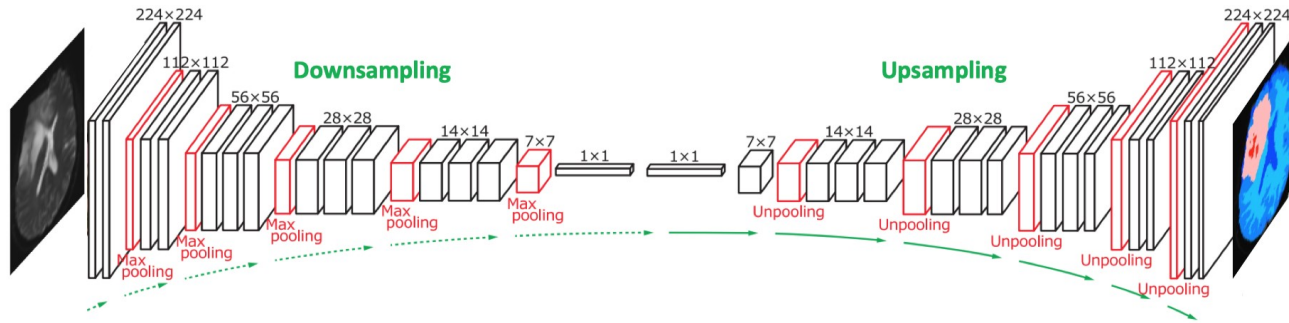 224×224
112×112
56×56
28×28
14×14
7×7
1×1
1×1
7×7
14×14
28×28
56×56
112×112
224×224
Downsampling
Upsampling
Max
pooling
Max
pooling
Max
pooling
Max
pooling
Max
pooling
Unpooling
Unpooling
Unpooling
Unpooling
Unpooling